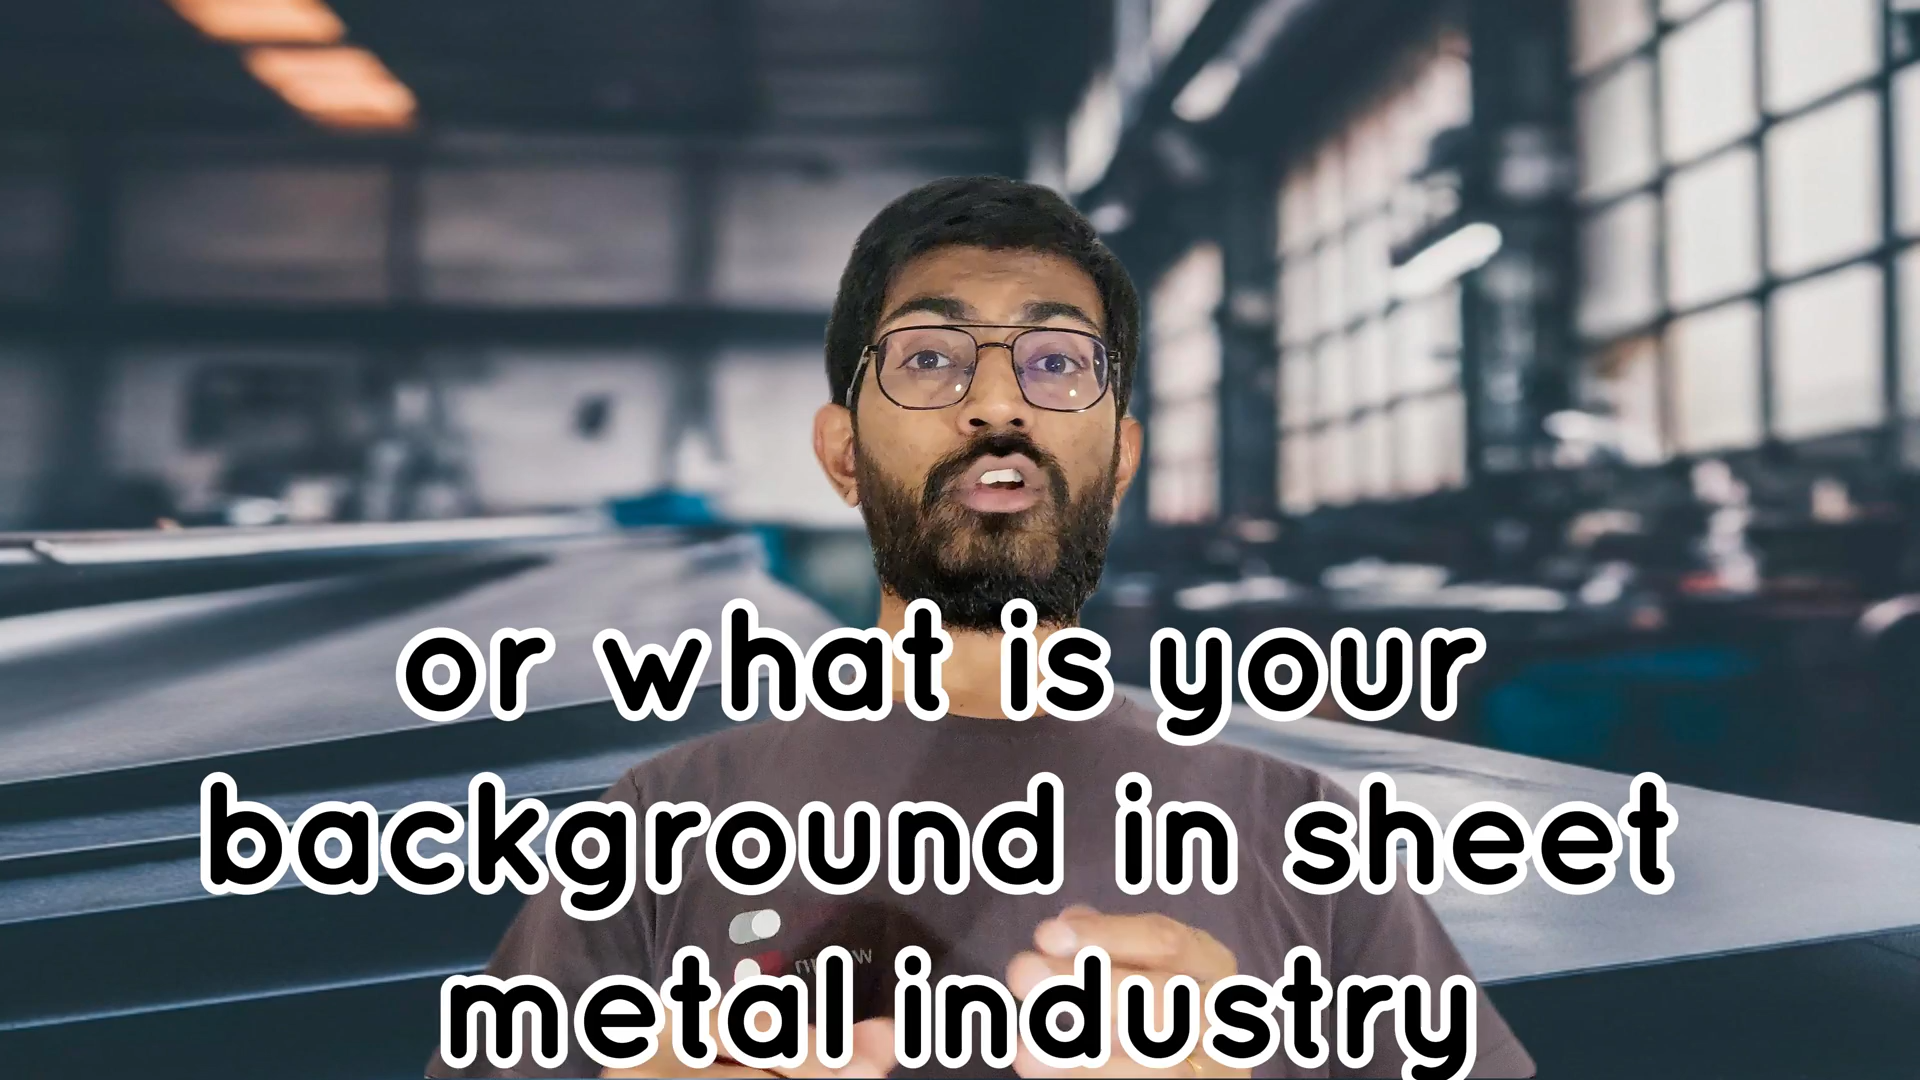 or what is your
background in sheet
metal industry